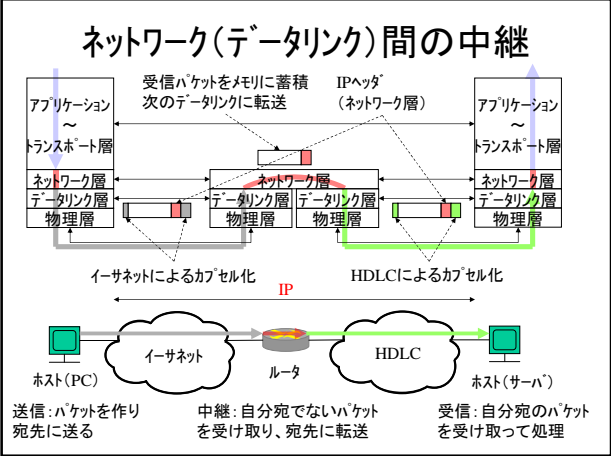 ネットワーク(データリンク)間の中継
受信パケットをメモリに蓄積
次のデータリンクに転送
IPヘッダ
(ネットワーク層)
アプリケーション
~
トランスポート層
アプリケーション
~
トランスポート層
ネットワーク層
ネットワーク層
ネットワーク層
データリンク層
データリンク層
データリンク層
データリンク層
物理層
物理層
物理層
物理層
イーサネットによるカプセル化
HDLCによるカプセル化
IP
イーサネット
HDLC
ルータ
ホスト(PC)
ホスト(サーバ)
送信:パケットを作り
宛先に送る
中継:自分宛でないパケット
を受け取り、宛先に転送
受信:自分宛のパケット
を受け取って処理